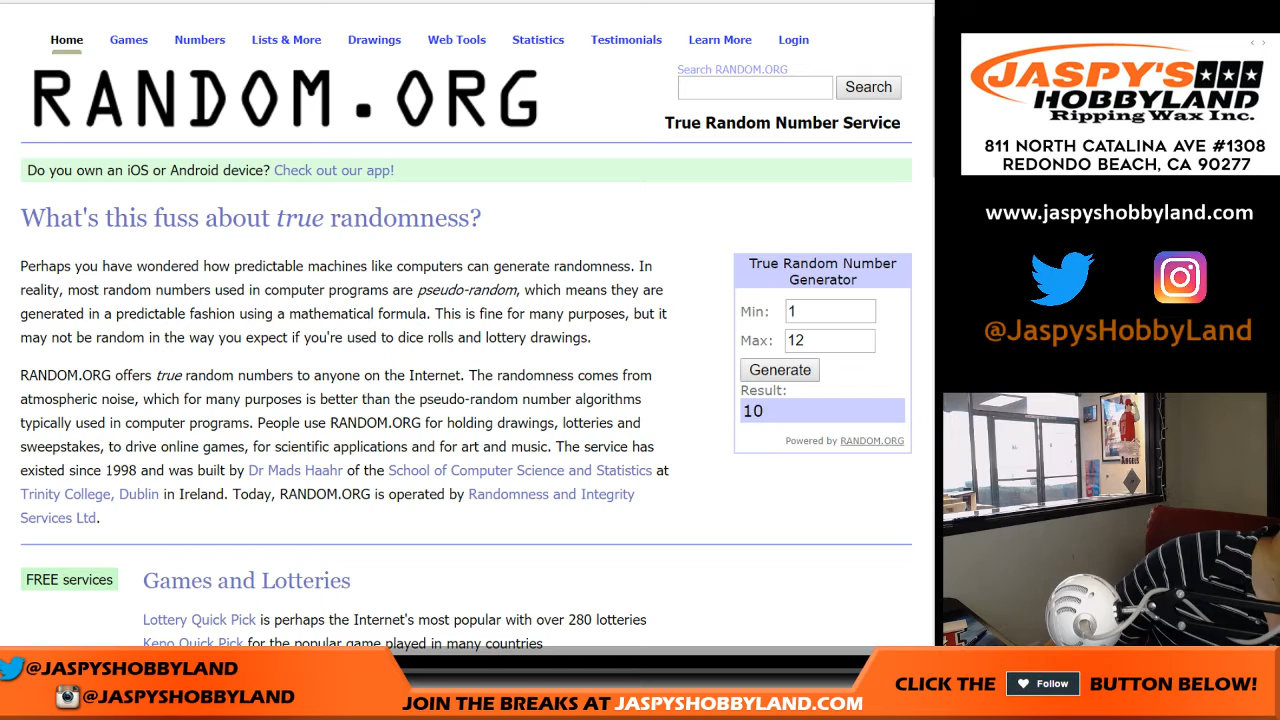 Home Games Numbers Lists & More Drawings Web Tools Statistics Testimonials Learn More Login
RANDOM.ORG
Search RANDOM.ORG
Search
True Random Number Service
Do you own an iOS or Android device? Check out our app!
What's this fuss about true randomness?
Perhaps you have wondered how predictable machines like computers can generate randomness. In
reality, most random numbers used in computer programs are pseudo-random, which means they are
generated in a predictable fashion using a mathematical formula. This is fine for many purposes, but it
may not be random in the way you expect if you're used to dice rolls and lottery drawings.
RANDOM.ORG offers true random numbers to anyone on the Internet. The randomness comes from
atmospheric noise, which for many purposes is better than the pseudo-random number algorithms
typically used in computer programs. People use RANDOM.ORG for holding drawings, lotteries and
sweepstakes, to drive online games, for scientific applications and for art and music. The service has
existed since 1998 and was built by Dr Mads Haahr of the School of Computer Science and Statistics at
Trinity College, Dublin in Ireland. Today, RANDOM.ORG is operated by Randomness and Integrity
Services Ltd.
True Random Number
Generator
Min: 1
Max: 12
Generate
Result:
10
Powered by RANDOM.ORG
FREE services
Games and Lotteries
Lottery Quick Pick is perhaps the Internet's most popular with over 280 lotteries
Keno Quick Pick for the popular game played in many countries
JASPY'S
HOBBYLAND
Ripping Wax Inc.
811 NORTH CATALINA AVE #1308
REDONDO BEACH, CA 90277
www.jaspyshobbyland.com
@JaspysHobbyLand
ANGELS
@JASPYSHOBBYLAND
@JASPYSHOBBYLAND
JOIN THE BREAKS AT JASPYSHOBBYLAND.COM
CLICK THE Follow BUTTON BELOW!